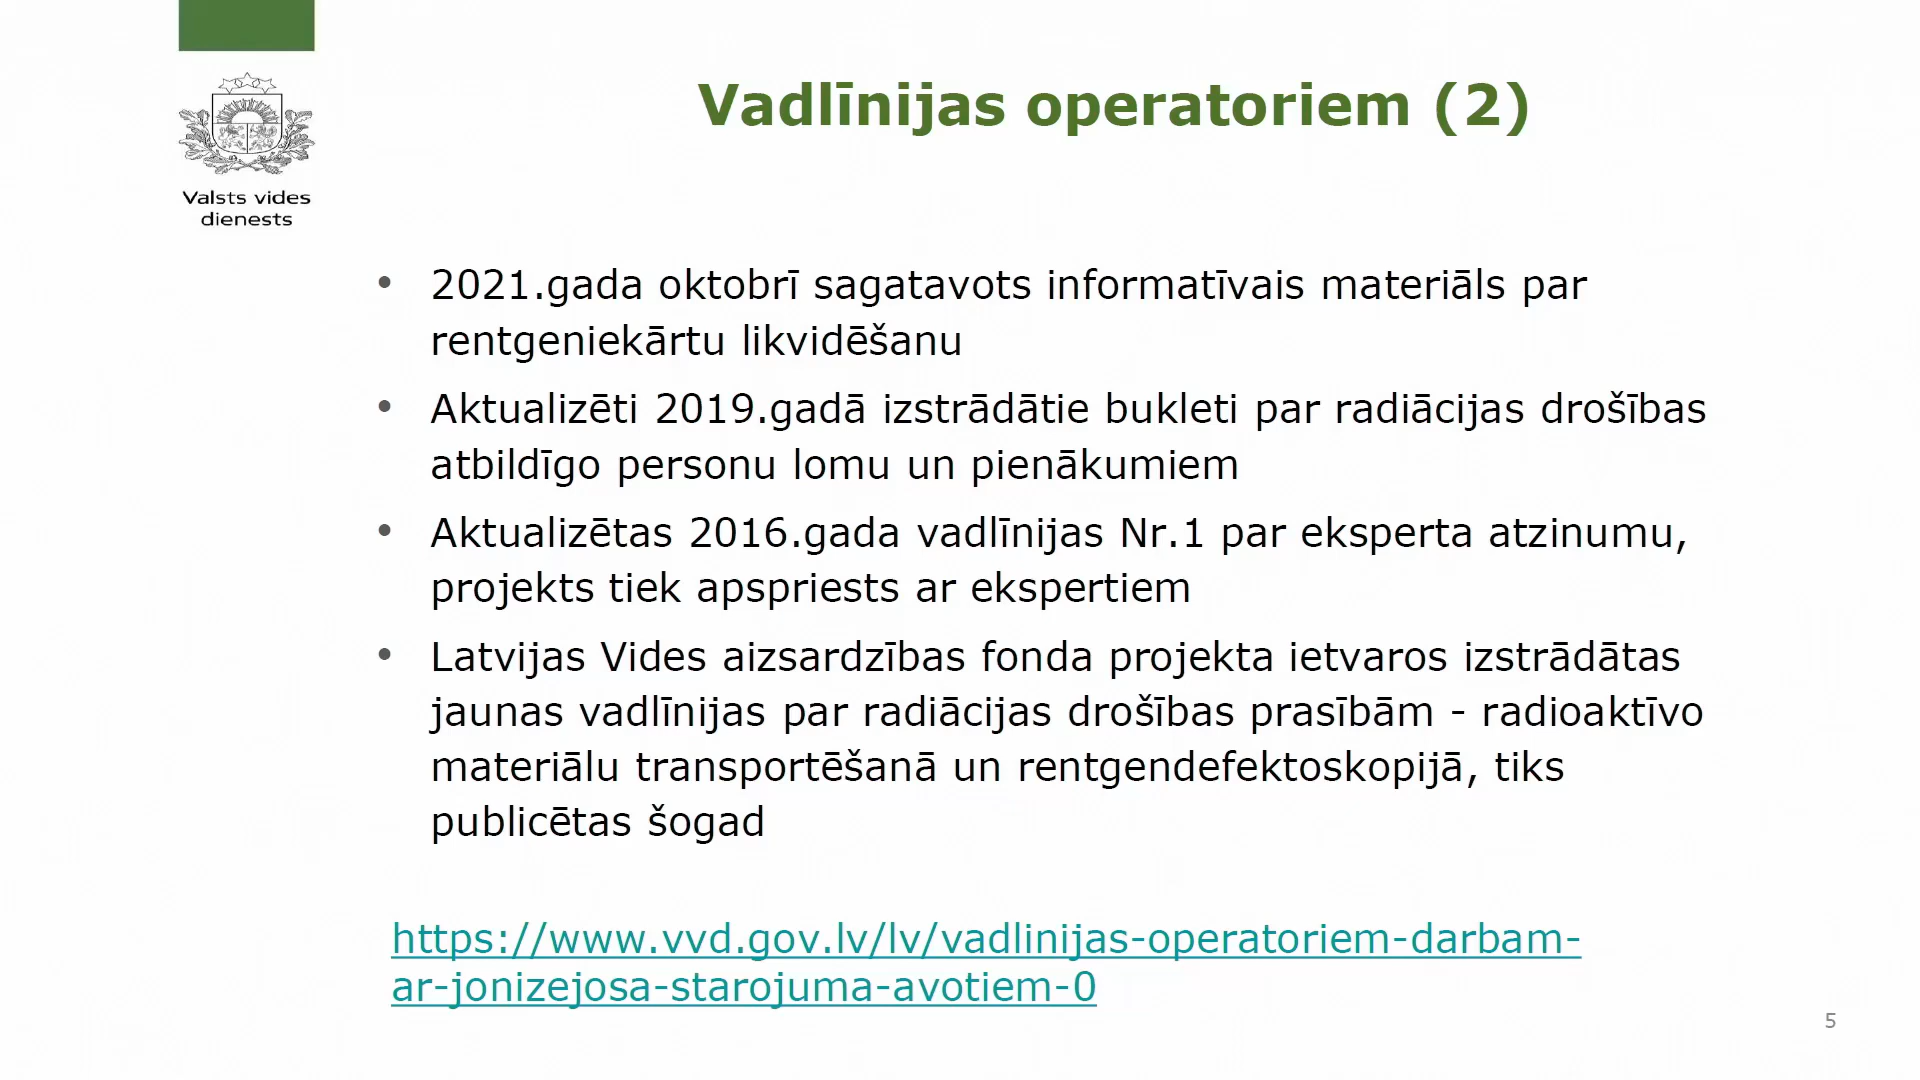 Valsts vides
dienests
Vadlīnijas operatoriem (2)
• 2021.gada oktobrī sagatavots informatīvais materiāls par
rentgeniekārtu likvidēšanu
• Aktualizēti 2019.gadā izstrādātie bukleti par radiācijas drošības
atbildīgo personu lomu un pienākumiem
• Aktualizētas 2016.gada vadlīnijas Nr.1 par eksperta atzinumu,
projekts tiek apspriests ar ekspertiem
• Latvijas Vides aizsardzības fonda projekta ietvaros izstrādātas
jaunas vadlīnijas par radiācijas drošības prasībām - radioaktīvo
materiālu transportēšanā un rentgendefektoskopijā, tiks
publicētas šogad
https://www.vvd.gov.lv/lv/vadlinijas-operatoriem-darbam-
ar-jonizejosa-starojuma-avotiem-0
5